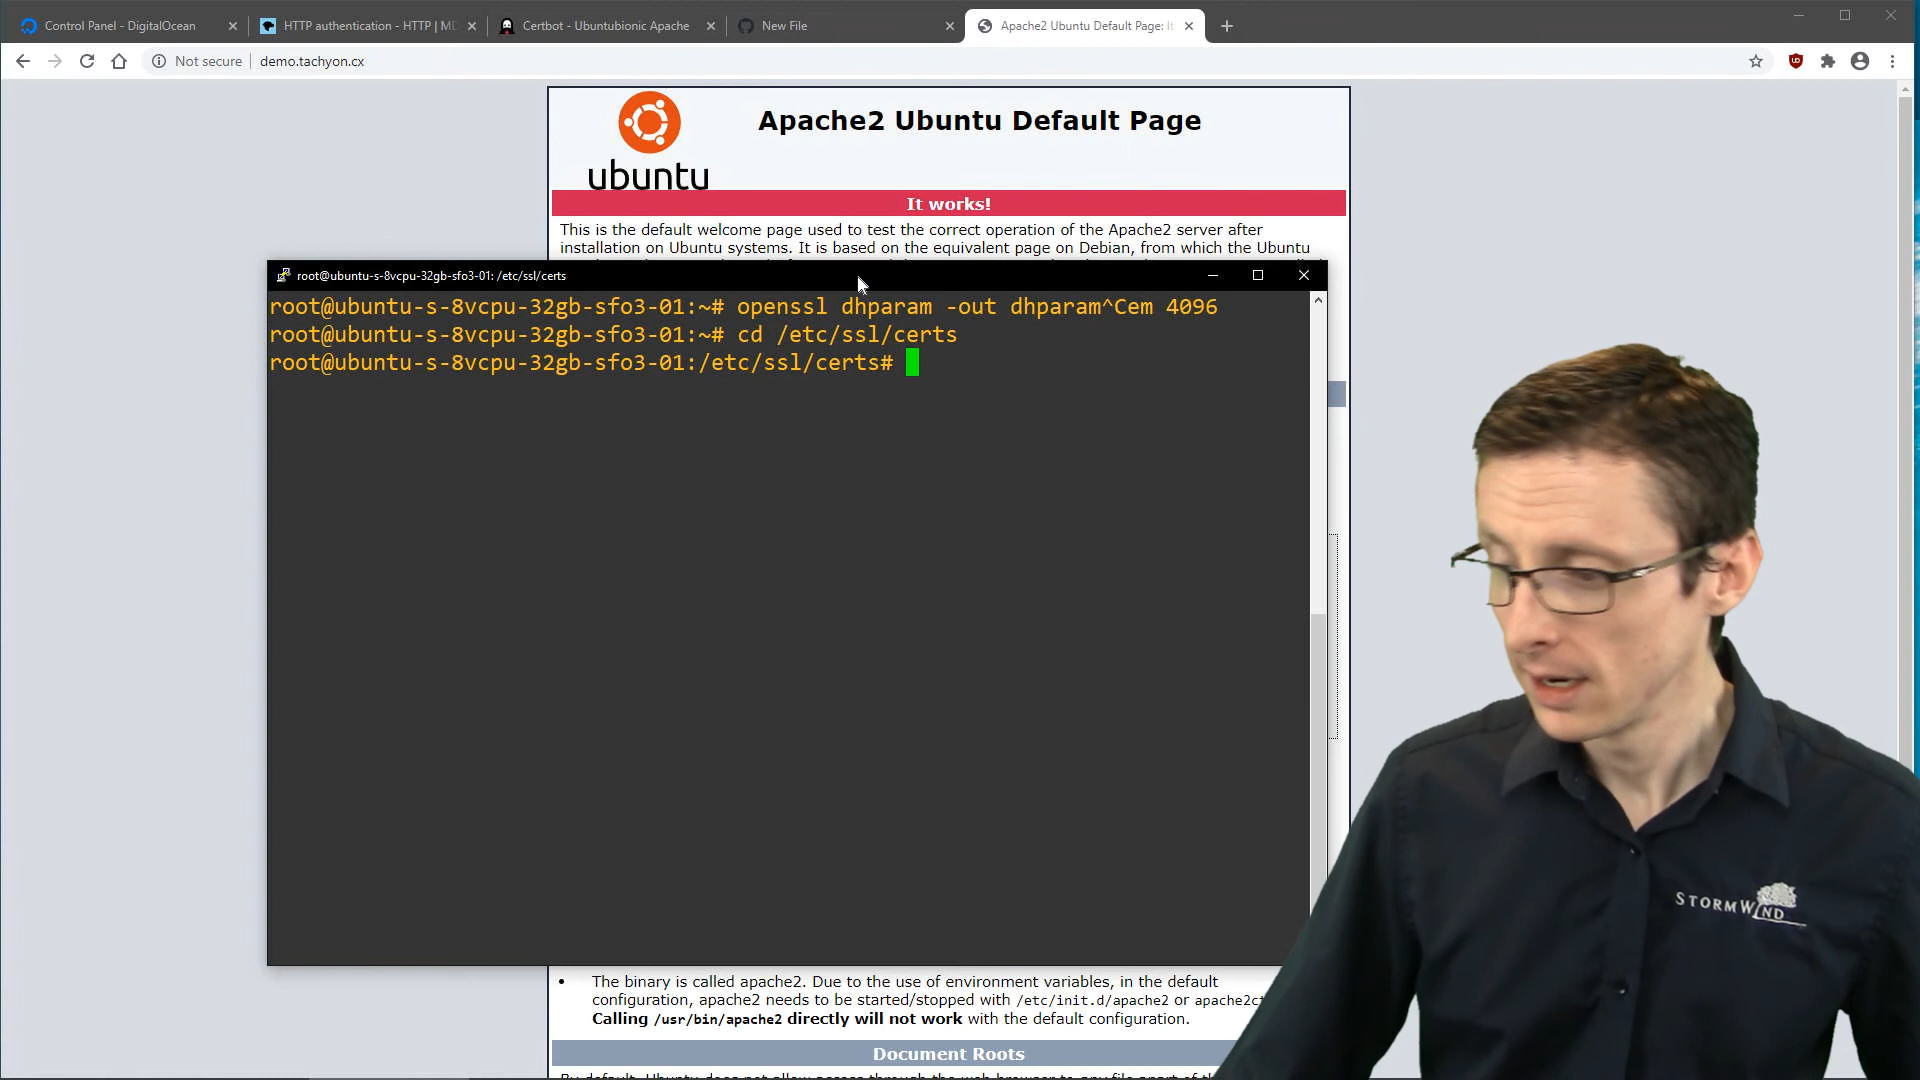 Control Panel - DigitalOcean
HTTP authentication - HTTP | MD
Certbot - Ubuntubionic Apache
New File
Apache2 Ubuntu Default Page: It
Not secure
demo.tachyon.cx
ubuntu
Apache2 Ubuntu Default Page
It works!
This is the default welcome page used to test the correct operation of the Apache2 server after
installation on Ubuntu systems. It is based on the equivalent page on Debian, from which the Ubuntu
root@ubuntu-s-8vcpu-32gb-sfo3-01: /etc/ssl/certs
root@ubuntu-s-8vcpu-32gb-sfo3-01:~# openssl dhparam -out dhparam^Cem 4096
root@ubuntu-s-8vcpu-32gb-sfo3-01:~# cd /etc/ssl/certs
root@ubuntu-s-8vcpu-32gb-sfo3-01:/etc/ssl/certs#
• The binary is called apache2. Due to the use of environment variables, in the default
configuration, apache2 needs to be started/stopped with /etc/init.d/apache2 or apache2ct
Calling /usr/bin/apache2 directly will not work with the default configuration.
Document Roots
STORMWIND